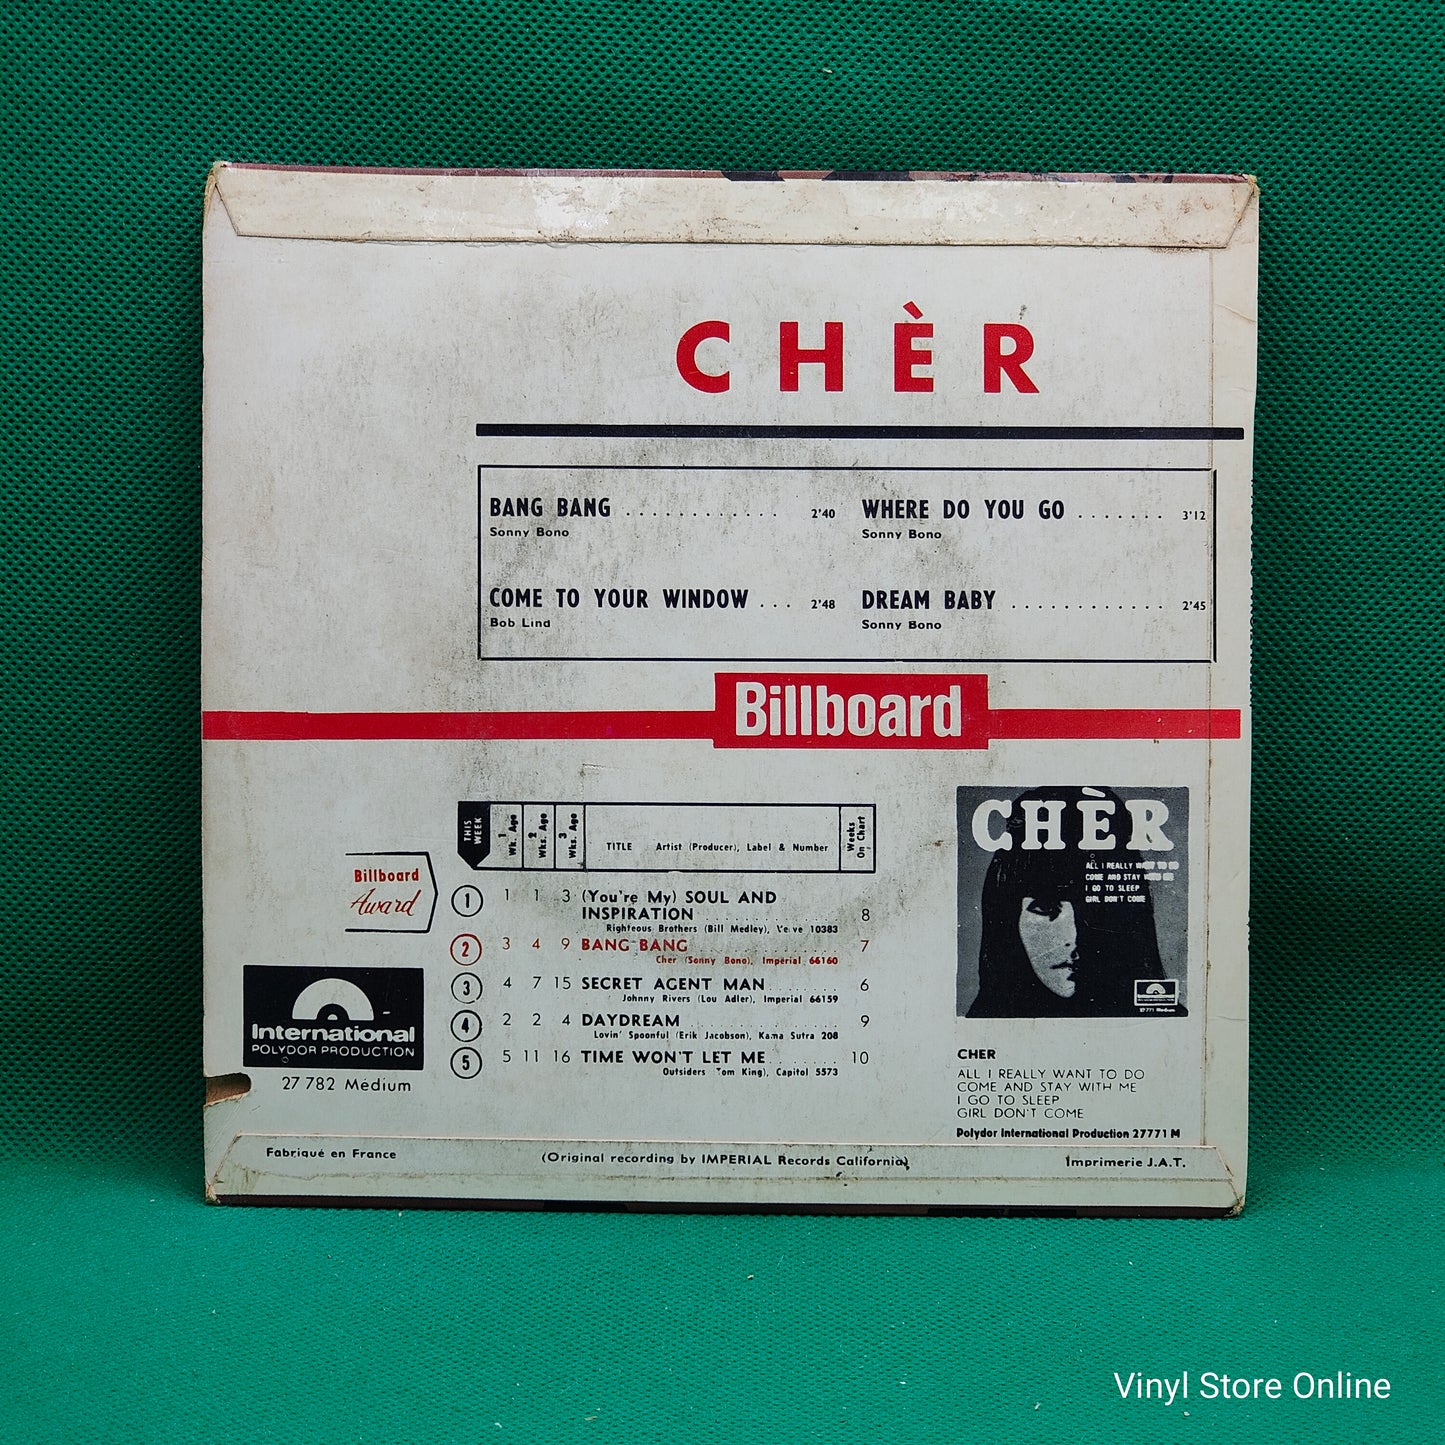 CHÈR
BANG BANG ............ 2'40
Sonny Bono
COME TO YOUR WINDOW ... 2'48
Bob Lind
WHERE DO YOU GO ....... 3'12
Sonny Bono
DREAM BABY ............ 2'45
Sonny Bono
Billboard
THIS WEEK
1 Wk. Ago
2 Wks. Ago
3 Wks. Ago
TITLE Artist (Producer), Label & Number
Weeks On Chart
Billboard
Award
1 1 1 3 (You're My) SOUL AND
INSPIRATION 8
Righteous Brothers (Bill Medley), Verve 10383
2 3 4 9 BANG BANG 7
Cher (Sonny Bono), Imperial 66160
3 4 7 15 SECRET AGENT MAN 6
Johnny Rivers (Lou Adler), Imperial 66159
4 2 2 4 DAYDREAM 9
Lovin' Spoonful (Erik Jacobson), Kama Sutra 208
5 5 11 16 TIME WON'T LET ME 10
Outsiders Tom King), Capitol 5573
International
POLYDOR PRODUCTION
27 782 Médium
CHÈR
ALL I REALLY WANT TO DO
COME AND STAY WITH ME
I GO TO SLEEP
GIRL DON'T COME
27 771 Médium
CHER
ALL I REALLY WANT TO DO
COME AND STAY WITH ME
I GO TO SLEEP
GIRL DON'T COME
Polydor International Production 27771 M
Fabriqué en France
(Original recording by IMPERIAL Records California)
Imprimerie J.A.T.
Vinyl Store Online